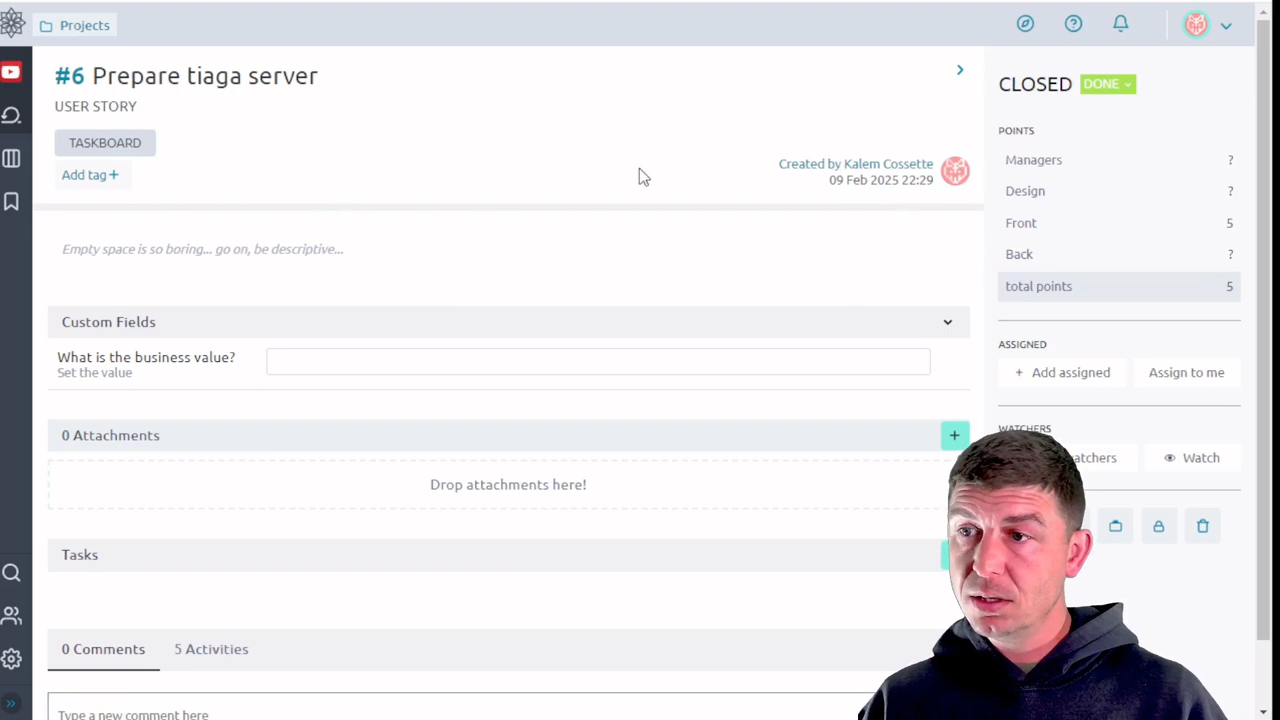 Projects
#6 Prepare tiaga server
USER STORY
TASKBOARD
Add tag+
Created by Kalem Cossette
09 Feb 2025 22:29
Empty space is so boring... go on, be descriptive...
Custom Fields
What is the business value?
Set the value
0 Attachments
+
Drop attachments here!
Tasks
0 Comments
5 Activities
Type a new comment here
CLOSED DONE
POINTS
Managers ?
Design ?
Front 5
Back ?
total points 5
ASSIGNED
+ Add assigned
Assign to me
WATCHERS
Watch